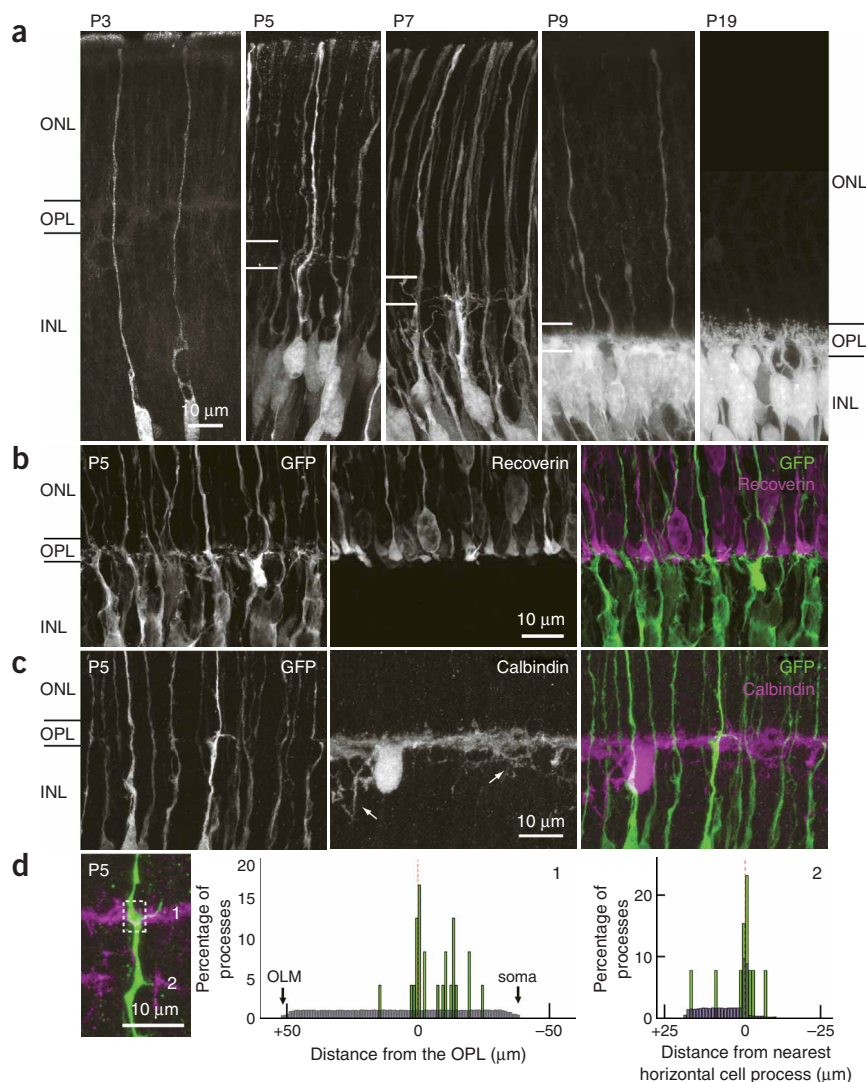 a
P3 P5 P7 P9 P19
ONL
OPL
INL
ONL
OPL
INL
10 μm
b
P5 GFP Recoverin GFP
Recoverin
ONL
OPL
INL
10 μm
c
P5 GFP Calbindin GFP
Calbindin
ONL
OPL
INL
10 μm
d
P5
1
2
10 μm
Percentage of
processes
20
15
10
5
0
1
OLM
soma
+50 0 –50
Distance from the OPL (μm)
Percentage of
processes
20
10
0
2
+25 0 –25
Distance from nearest
horizontal cell process (μm)